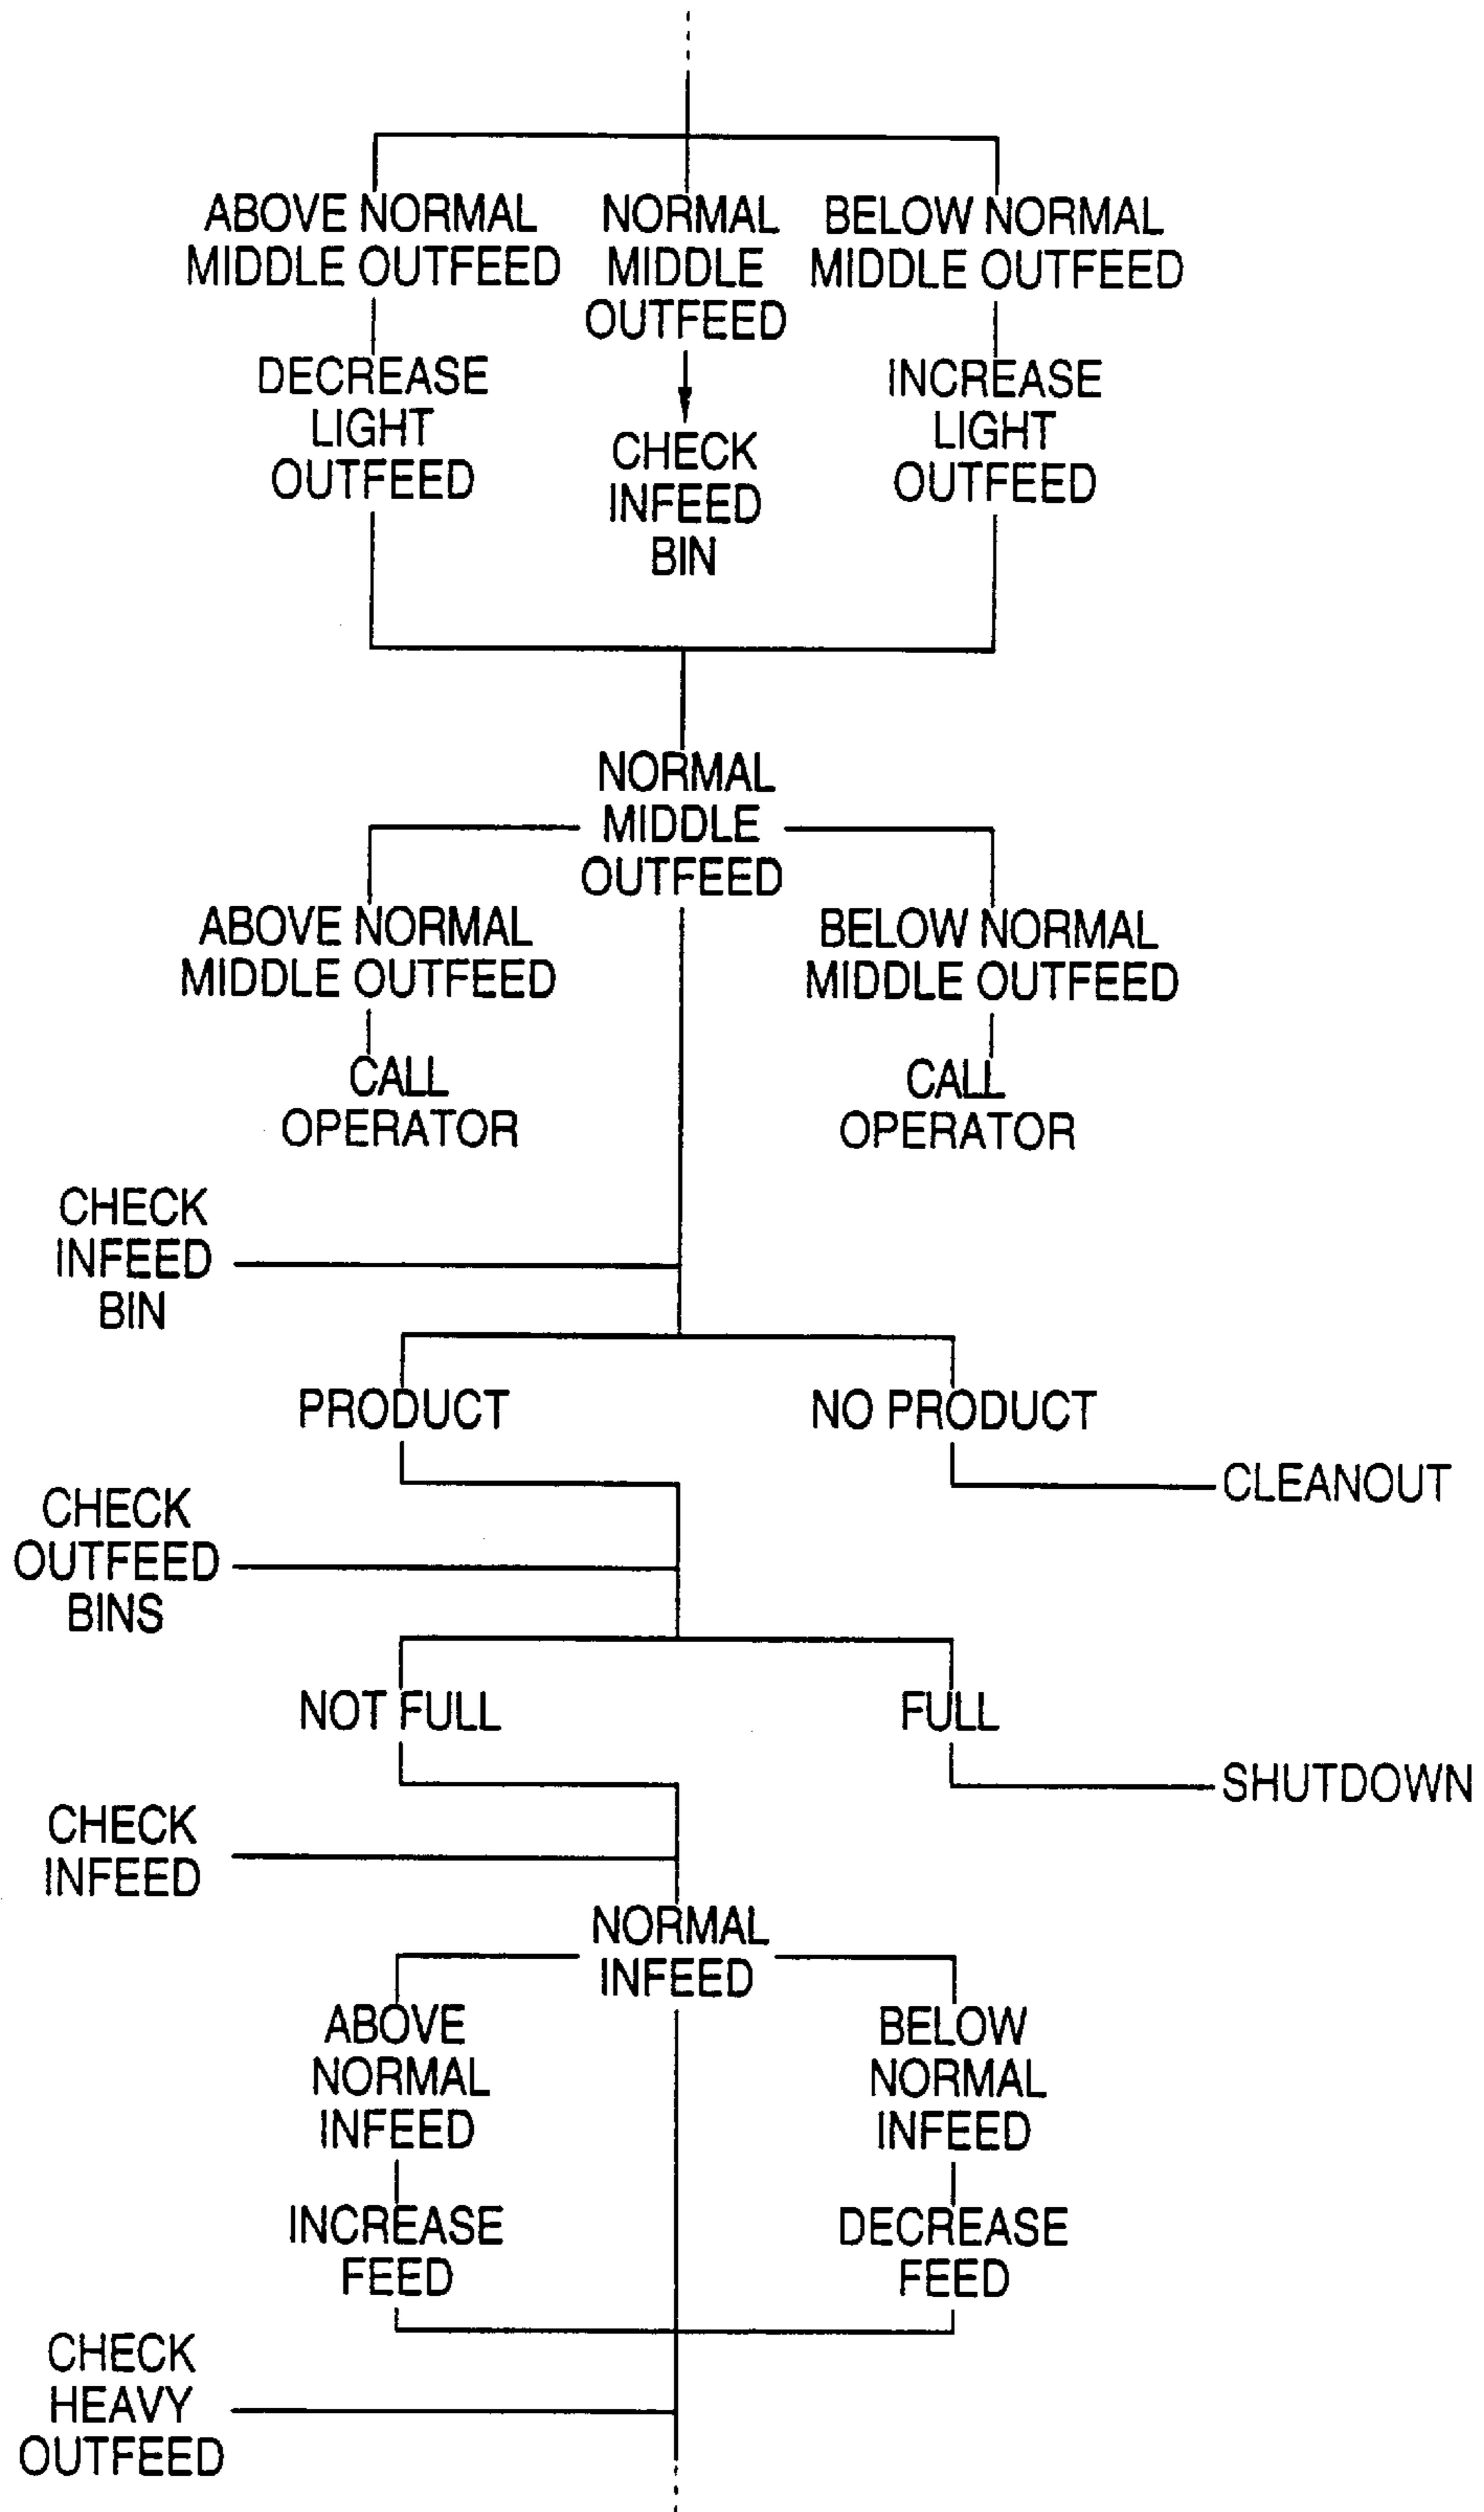 ABOVE NORMAL
MIDDLE OUTFEED
NORMAL
MIDDLE
OUTFEED
BELOW NORMAL
MIDDLE OUTFEED
DECREASE
LIGHT
OUTFEED
CHECK
INFEED
BIN
INCREASE
LIGHT
OUTFEED
NORMAL
MIDDLE
OUTFEED
ABOVE NORMAL
MIDDLE OUTFEED
BELOW NORMAL
MIDDLE OUTFEED
CALL
OPERATOR
CALL
OPERATOR
CHECK
INFEED
BIN
PRODUCT
NO PRODUCT
CLEANOUT
CHECK
OUTFEED
BINS
NOT FULL
FULL
SHUTDOWN
CHECK
INFEED
NORMAL
INFEED
ABOVE
NORMAL
INFEED
BELOW
NORMAL
INFEED
INCREASE
FEED
DECREASE
FEED
CHECK
HEAVY
OUTFEED